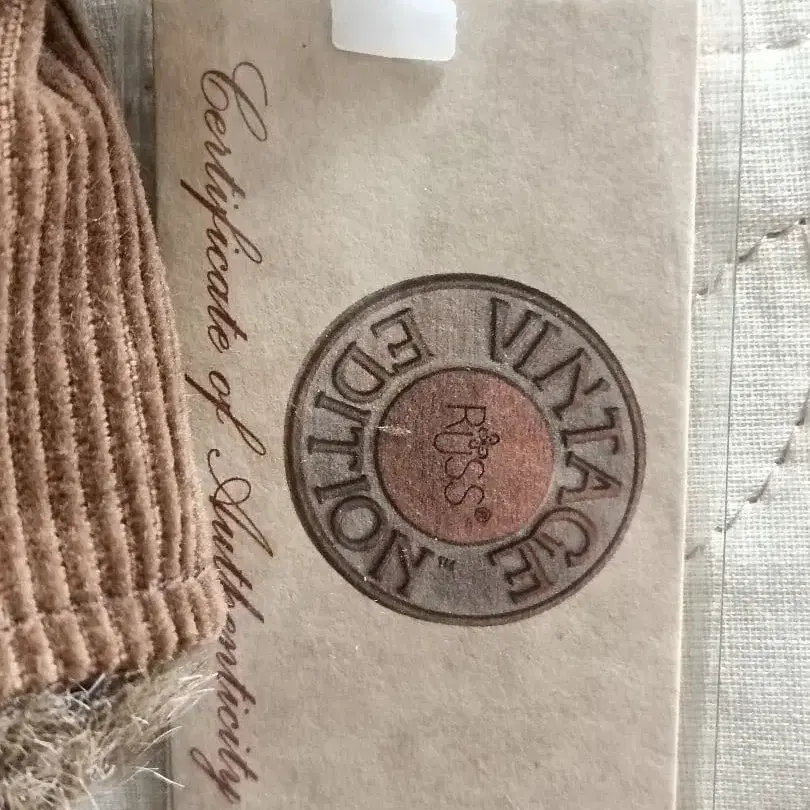 VINTAGE
RUSS®
EDITION™
Certificate of Authenticity